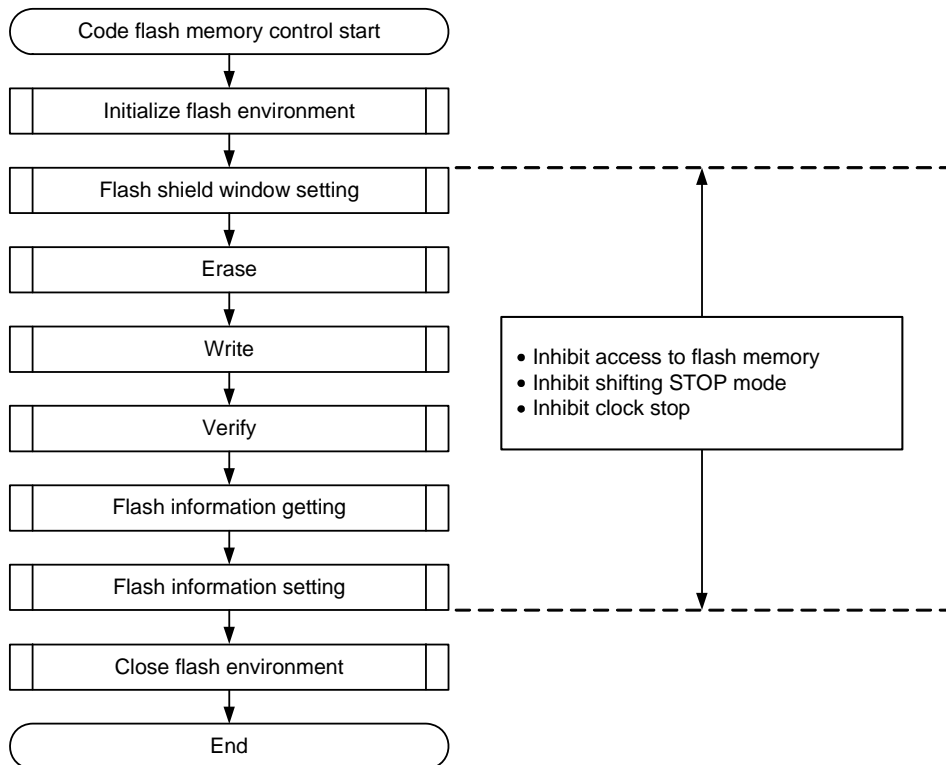 Code flash memory control start
Initialize flash environment
Flash shield window setting
Erase
Write
Verify
Flash information getting
Flash information setting
Close flash environment
End
• Inhibit access to flash memory
• Inhibit shifting STOP mode
• Inhibit clock stop